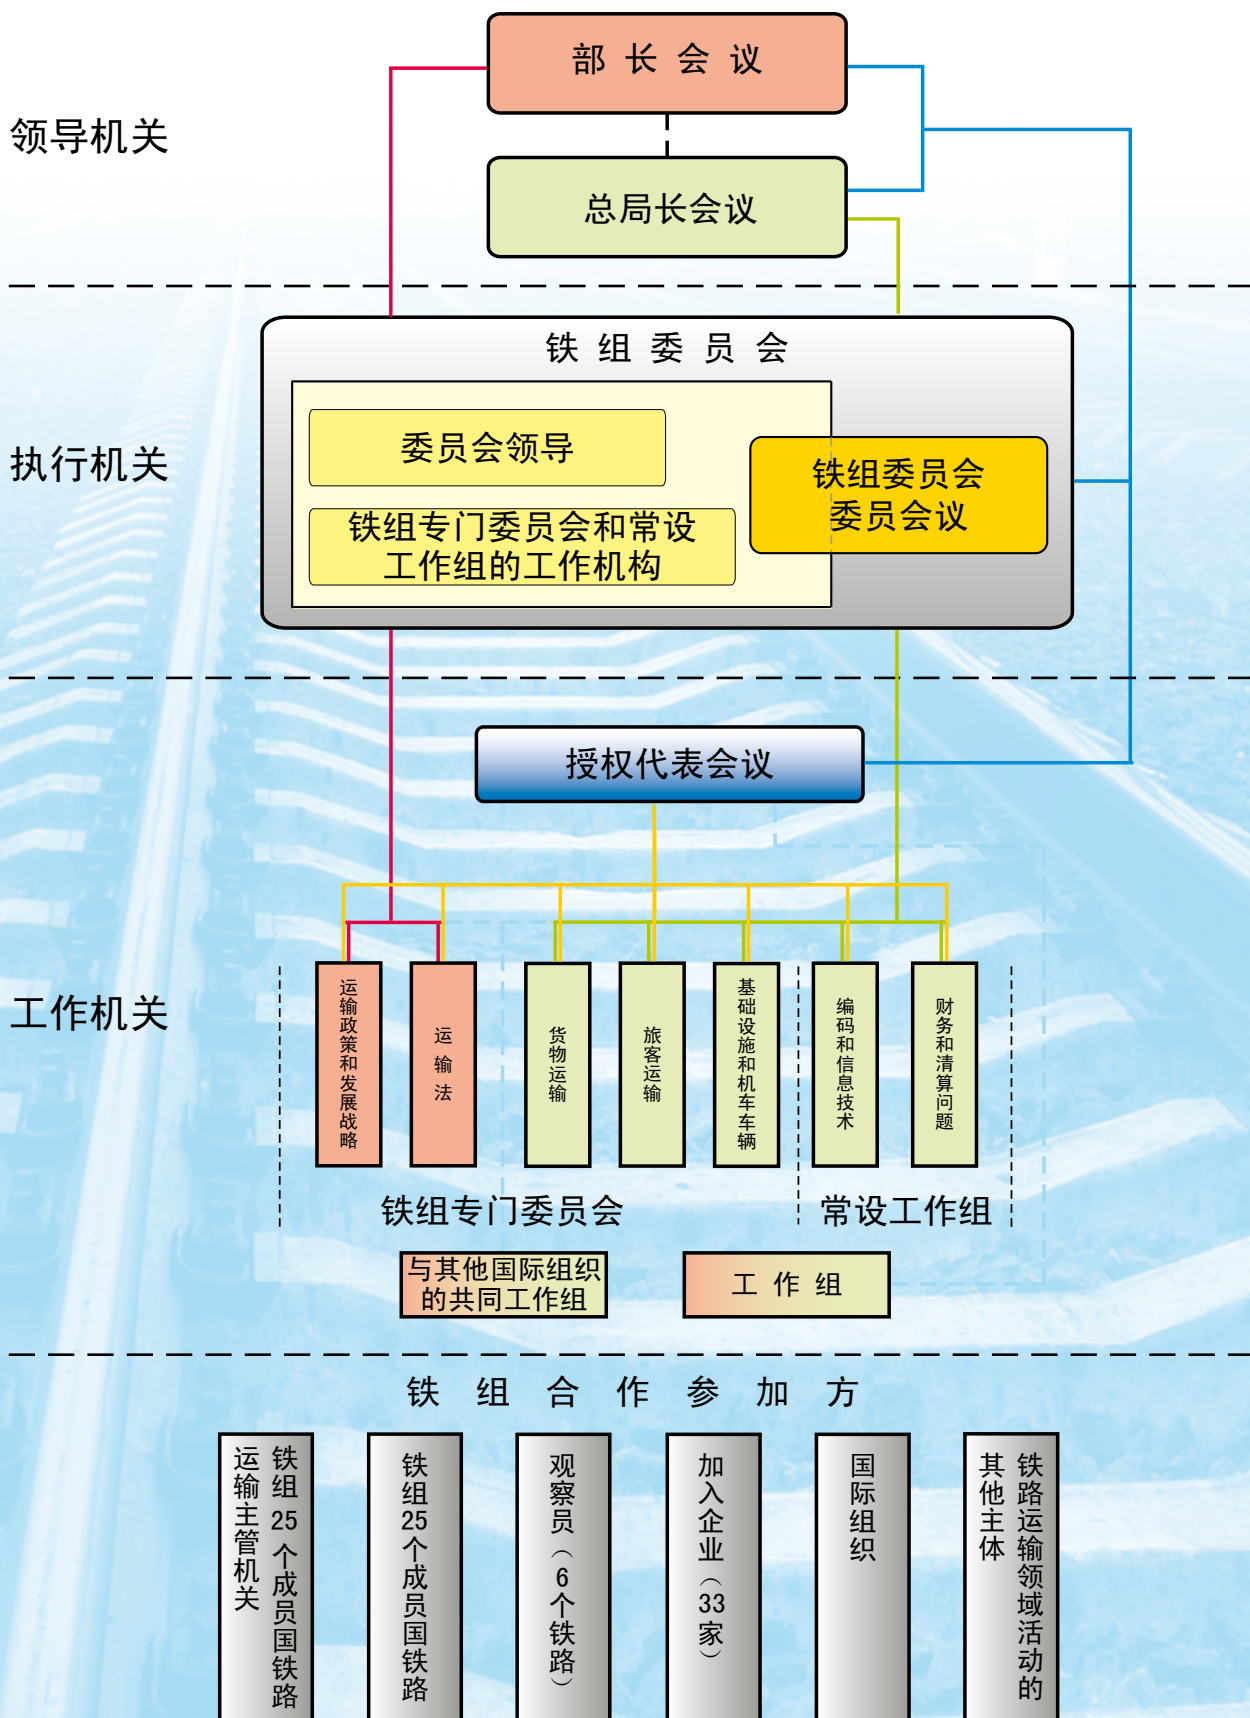 部长会议
领导机关
总局长会议
铁组委员会
委员会领导
执行机关
铁组委员会
委员会议
铁组专门委员会和常设
工作组的工作机构
授权代表会议
工作机关
运输政策和发展战略
运输法
货物运输
旅客运输
基础设施和机车车辆
编码和信息技术
财务和清算问题
铁组专门委员会
常设工作组
与其他国际组织
的共同工作组
工作组
铁组合作参加方
铁组25个成员国铁路
运输主管机关
铁组25个成员国铁路
观察员（6个铁路）
加入企业（33家）
国际组织
铁路运输领域活动的
其他主体